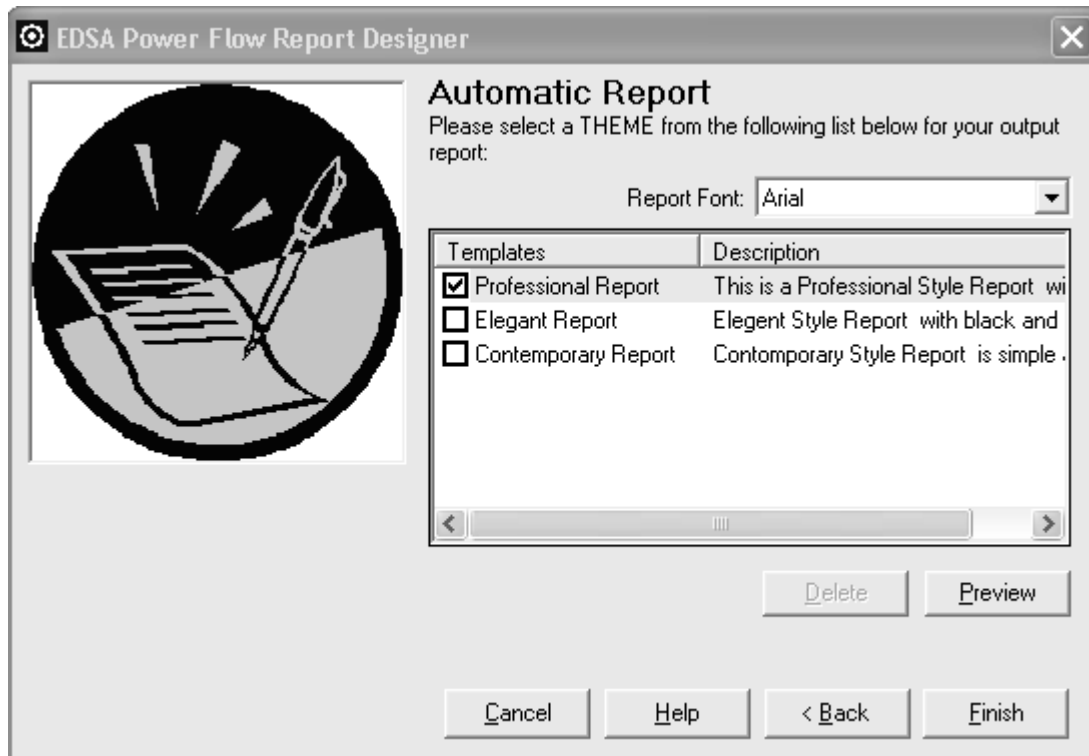 EDSA Power Flow Report Designer
Automatic Report
Please select a THEME from the following list below for your output
report:
Report Font: Arial
Templates Description
Professional Report This is a Professional Style Report wi
Elegant Report Elegent Style Report with black and
Contemporary Report Contomporary Style Report is simple
Delete Preview
Cancel Help < Back Finish